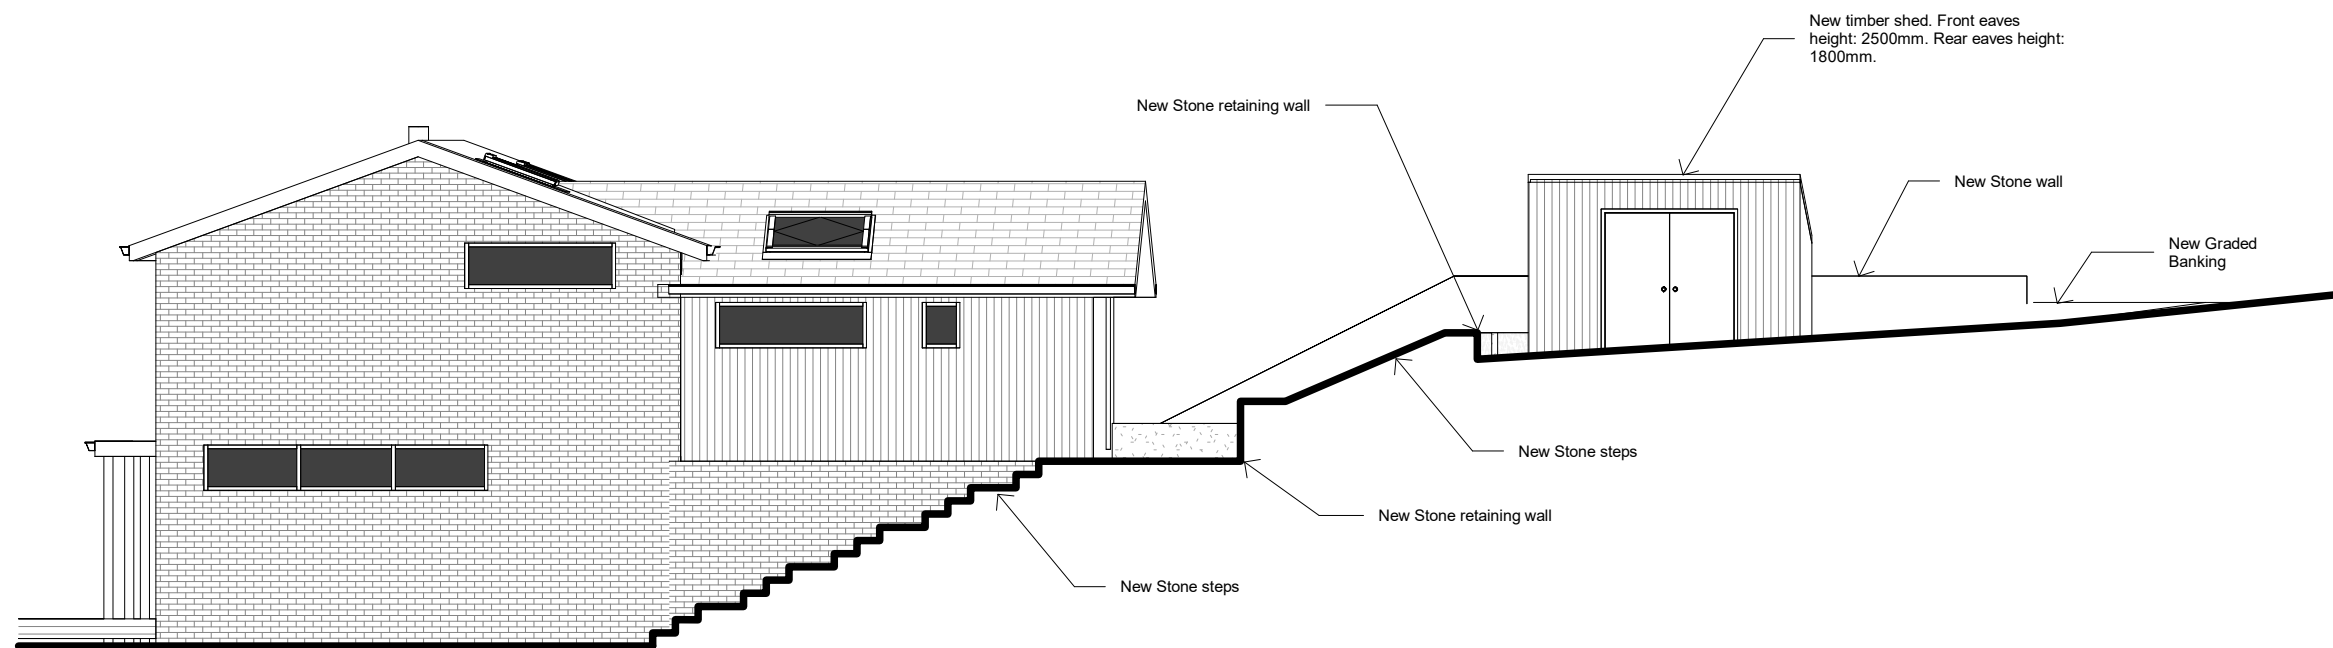 New timber shed. Front eaves
height: 2500mm. Rear eaves height:
1800mm.
New Stone retaining wall
New Stone wall
New Graded
Banking
New Stone steps
New Stone retaining wall
New Stone steps